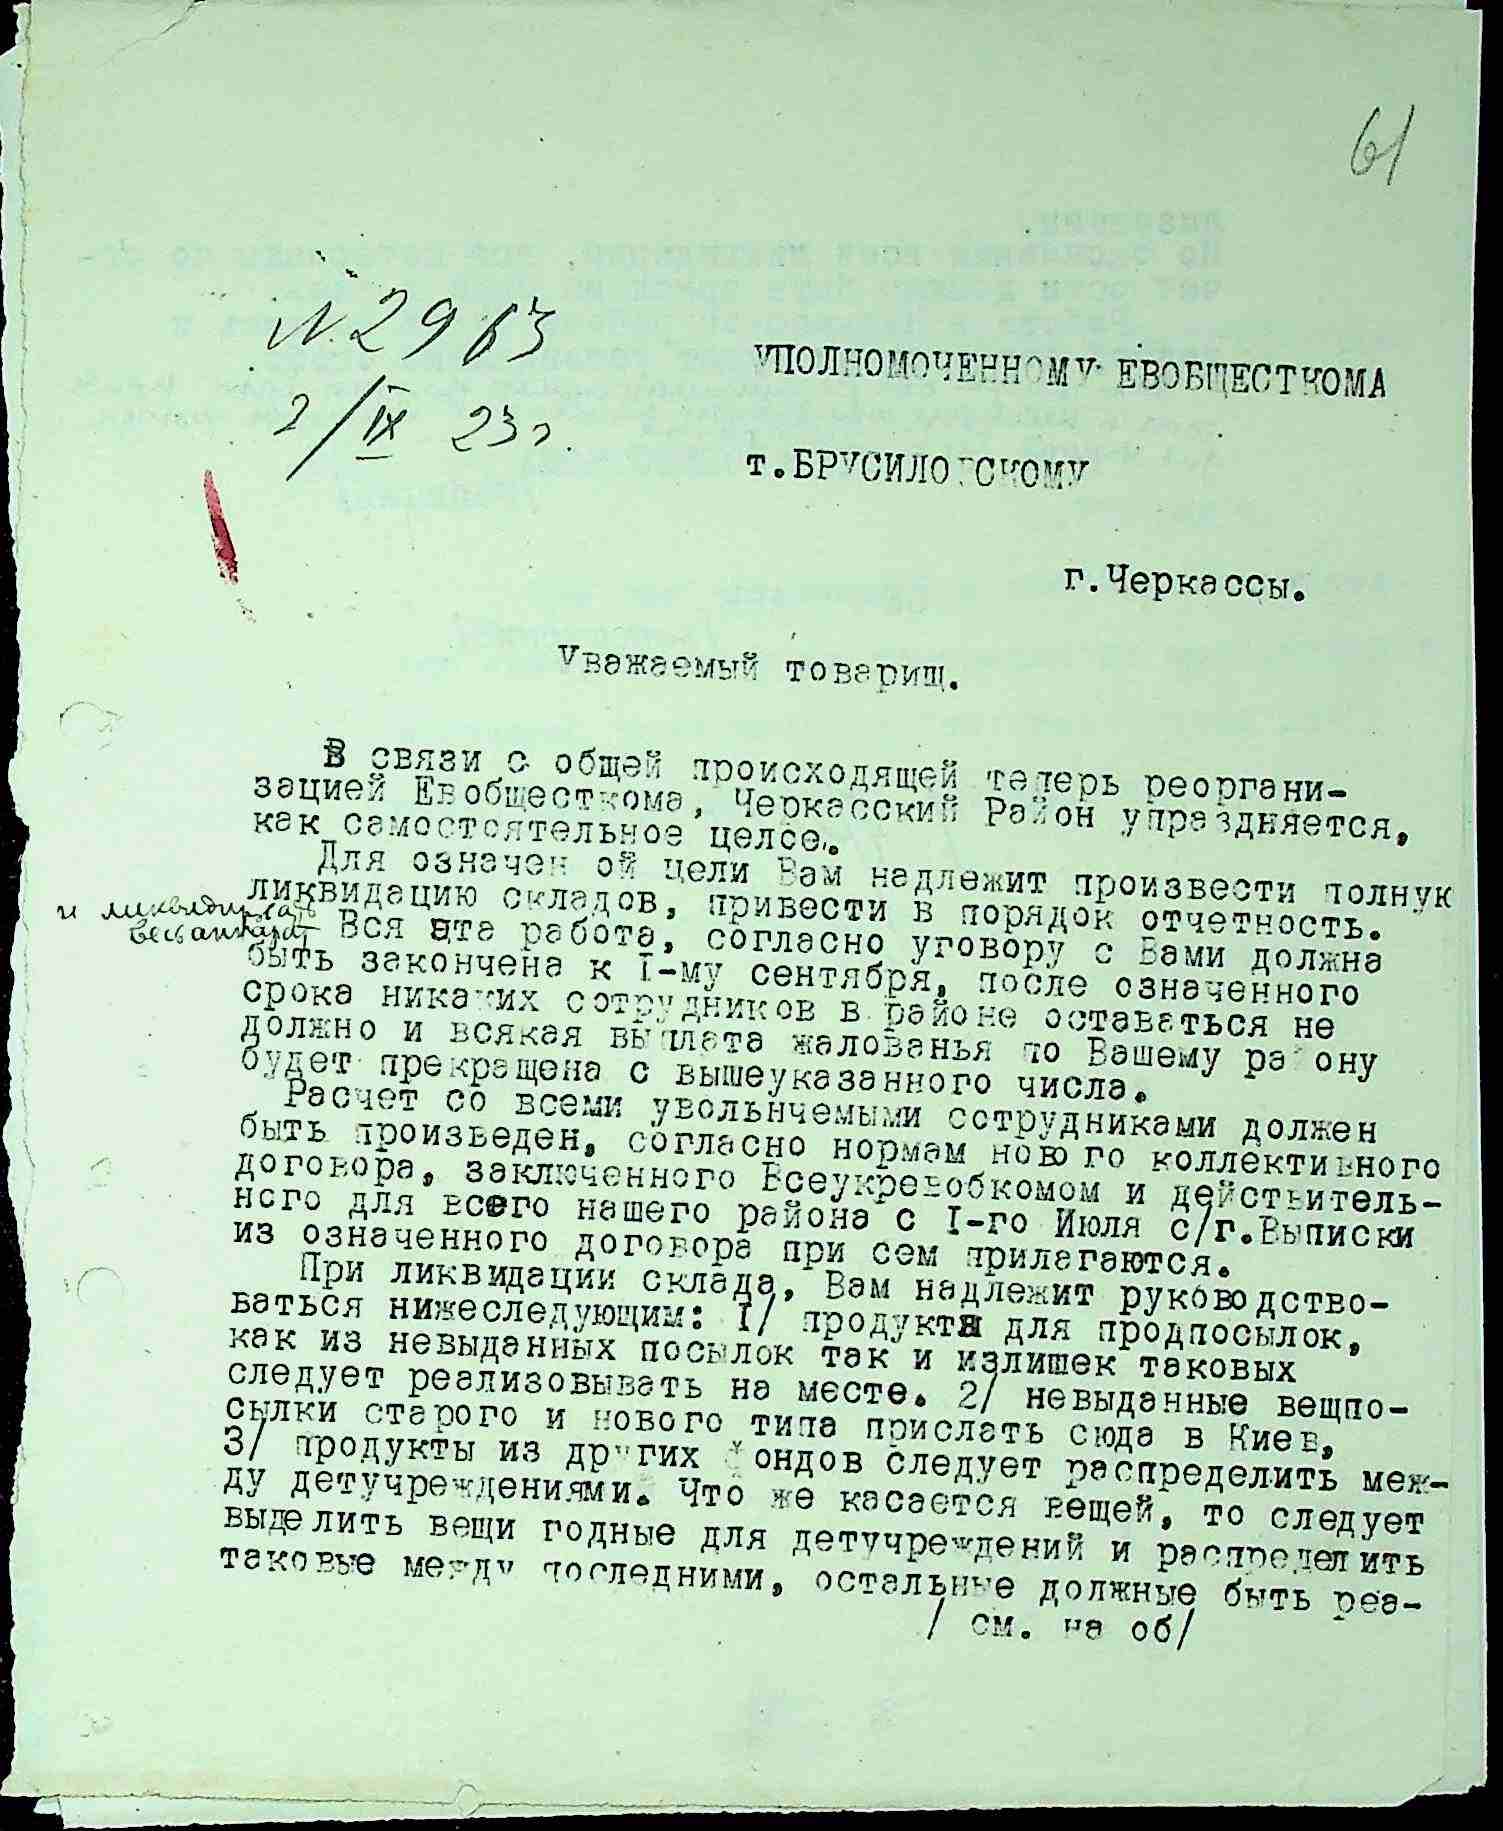 61
N 2963
2/IX 23 г.
УПОЛНОМОЧЕННОМУ ЕВОБЩЕСТКОМА
т.БРУСИЛОВСКОМУ
г.Черкассы.
Уважаемый товарищ.
В связи с общей происходящей теперь реоргани-
зацией Евобщесткома, Черкасский Район упраздняется,
как самостоятельное целое.
Для означенной цели Вам надлежит произвести полную
ликвидацию складов, привести в порядок отчетность.
и ликвидировать
весь аппарат
Вся эта работа, согласно уговору с Вами должна
быть закончена к I-му сентября, после означенного
срока никаких сотрудников в районе оставаться не
должно и всякая выплата жалованья по Вашему району
будет прекращена с вышеуказанного числа.
Расчет со всеми увольнчемыми сотрудниками должен
быть произведен, согласно нормам нового коллективного
договора, заключенного Всеукревобкомом и действитель-
ного для всего нашего района с I-го Июля с/г.Выписки
из означенного договора при сем прилагаются.
При ликвидации склада, Вам надлежит руководство-
ваться нижеследующим: I/ продукты для продпосылок,
как из невыданных посылок так и излишек таковых
следует реализовывать на месте. 2/ невыданные вещпо-
сылки старого и нового типа прислать сюда в Киев,
3/ продукты из других фондов следует распределить меж-
ду детучреждениями. Что же касается вещей, то следует
выделить вещи годные для детучреждений и распределить
таковые между последними, остальные должные быть реа-
/ см. на об/